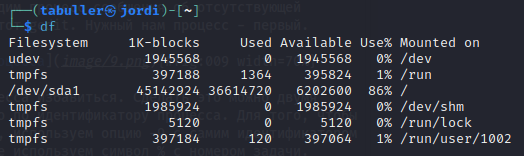 (tabuller㉿jordi)-[~]
$ df
Filesystem 1K-blocks Used Available Use% Mounted on
udev 1945568 0 1945568 0% /dev
tmpfs 397188 1364 395824 1% /run
/dev/sda1 45142924 36614720 6202600 86% /
tmpfs 1985924 0 1985924 0% /dev/shm
tmpfs 5120 0 5120 0% /run/lock
tmpfs 397184 120 397064 1% /run/user/1002